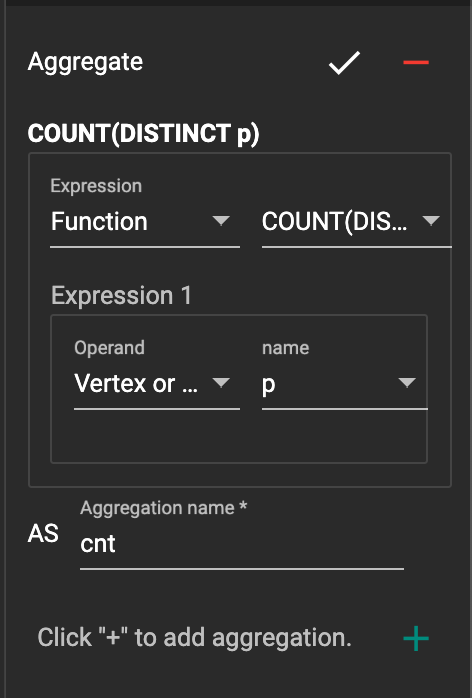 Aggregate
COUNT(DISTINCT p)
Expression
Function COUNT(DIS...
Expression 1
Operand name
Vertex or ... p
Aggregation name *
AS cnt
Click "+" to add aggregation.